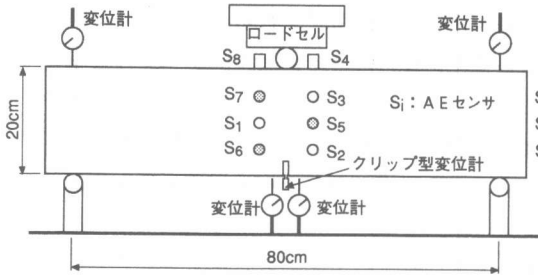 変位計
ロードセル
変位計
S8
S4
S7
S3
Si：AEセンサ
S1
S5
S6
S2
クリップ型変位計
20cm
変位計
変位計
80cm